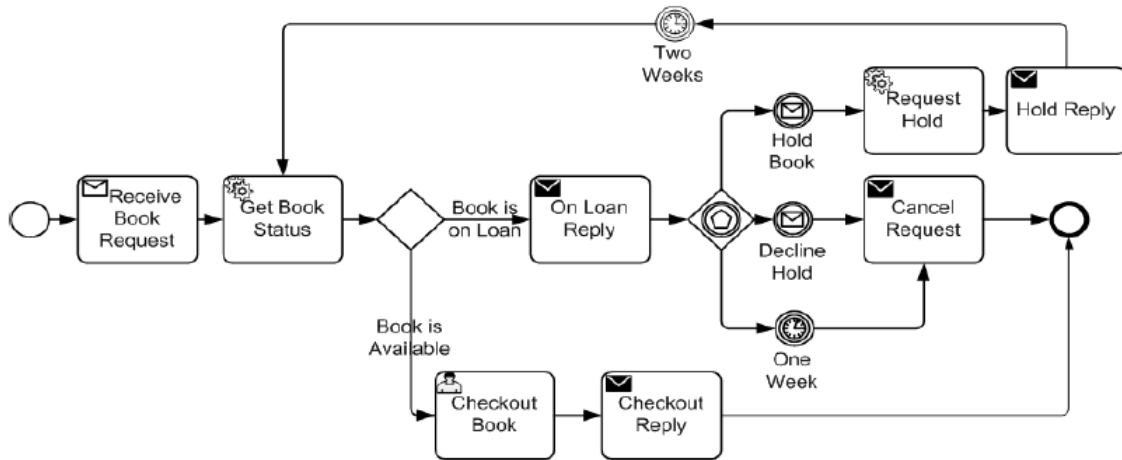 Two
Weeks
Request
Hold
Hold Reply
Hold
Book
Receive
Book
Request
Get Book
Status
Book is
on Loan
On Loan
Reply
Cancel
Request
Decline
Hold
Book is
Available
One
Week
Checkout
Book
Checkout
Reply